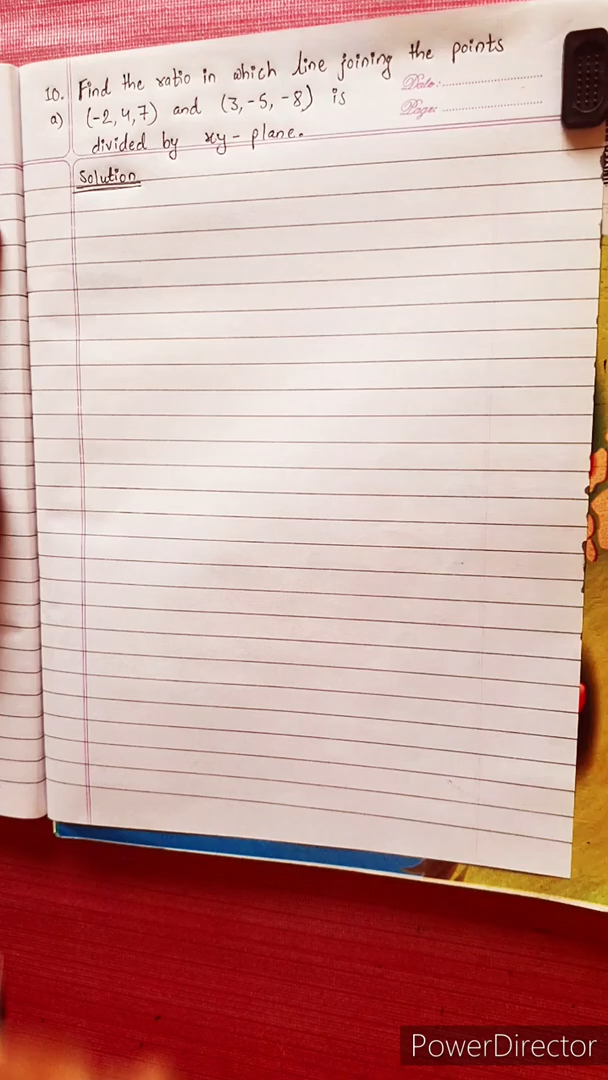 10. Find the ratio in which line joining the points
a) (-2,4,7) and (3,-5,-8) is
divided by xy-plane.
Date:
Page:
Solution
PowerDirector